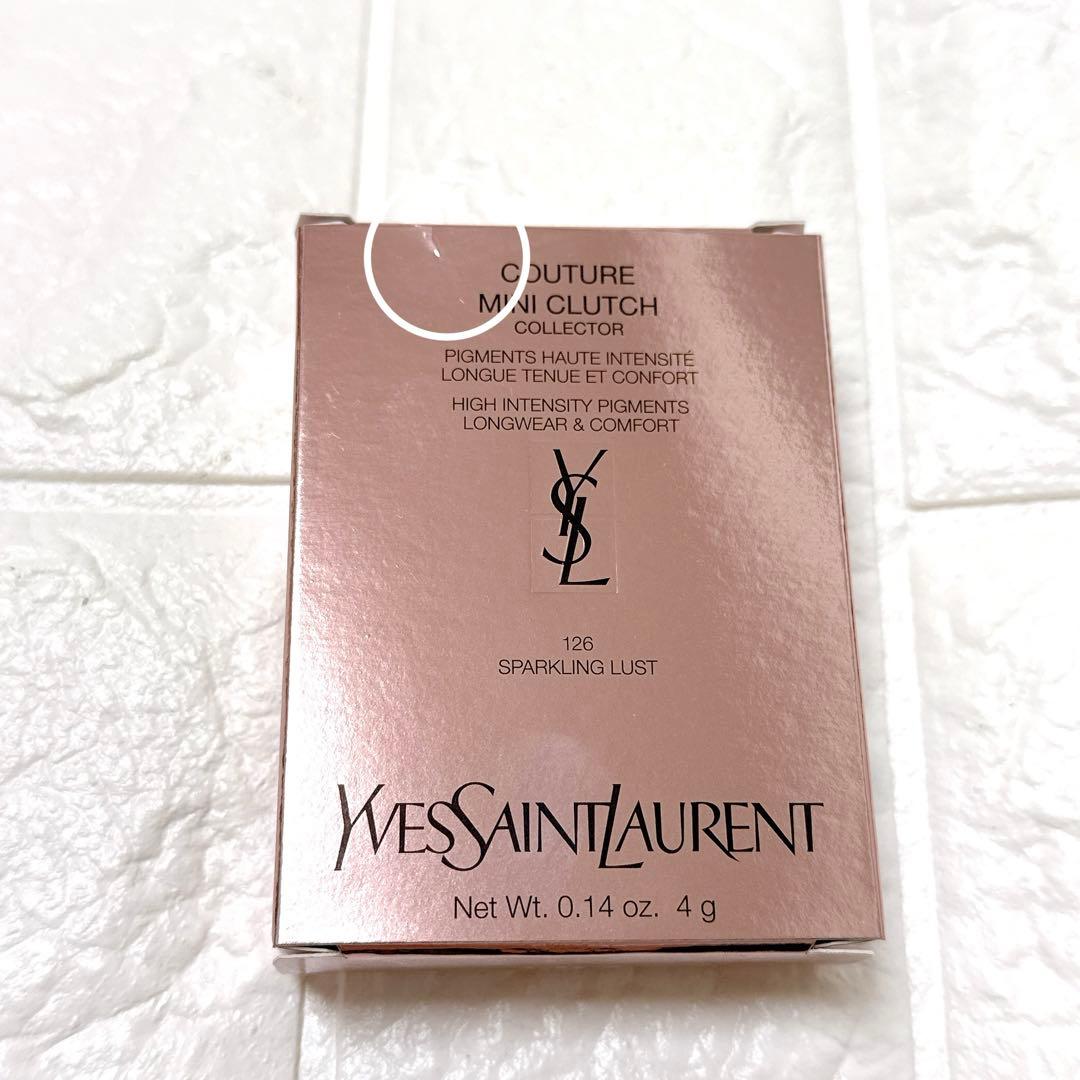 COUTURE
MINI CLUTCH
COLLECTOR
PIGMENTS HAUTE INTENSITÉ
LONGUE TENUE ET CONFORT
HIGH INTENSITY PIGMENTS
LONGWEAR & COMFORT
YSL
126
SPARKLING LUST
YVESSAINTLAURENT
Net Wt. 0.14 oz. 4 g